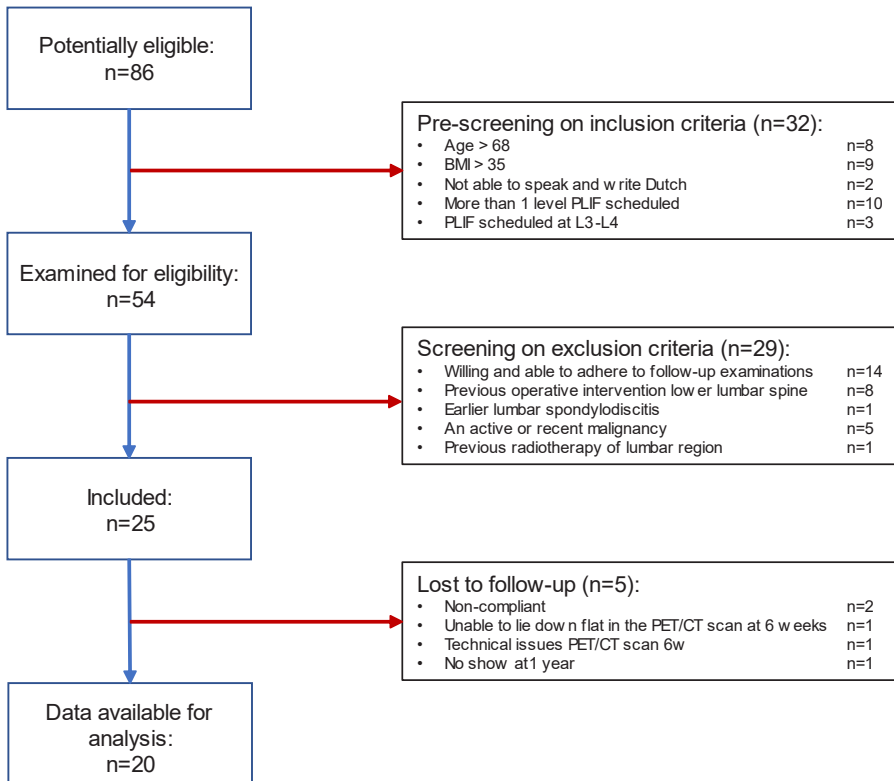 Potentially eligible:
n=86
Pre-screening on inclusion criteria (n=32):
• Age > 68 n=8
• BMI > 35 n=9
• Not able to speak and write Dutch n=2
• More than 1 level PLIF scheduled n=10
• PLIF scheduled at L3-L4 n=3
Examined for eligibility:
n=54
Screening on exclusion criteria (n=29):
• Willing and able to adhere to follow-up examinations n=14
• Previous operative intervention lower lumbar spine n=8
• Earlier lumbar spondylodiscitis n=1
• An active or recent malignancy n=5
• Previous radiotherapy of lumbar region n=1
Included:
n=25
Lost to follow-up (n=5):
• Non-compliant n=2
• Unable to lie down flat in the PET/CT scan at 6 weeks n=1
• Technical issues PET/CT scan 6w n=1
• No show at 1 year n=1
Data available for
analysis:
n=20